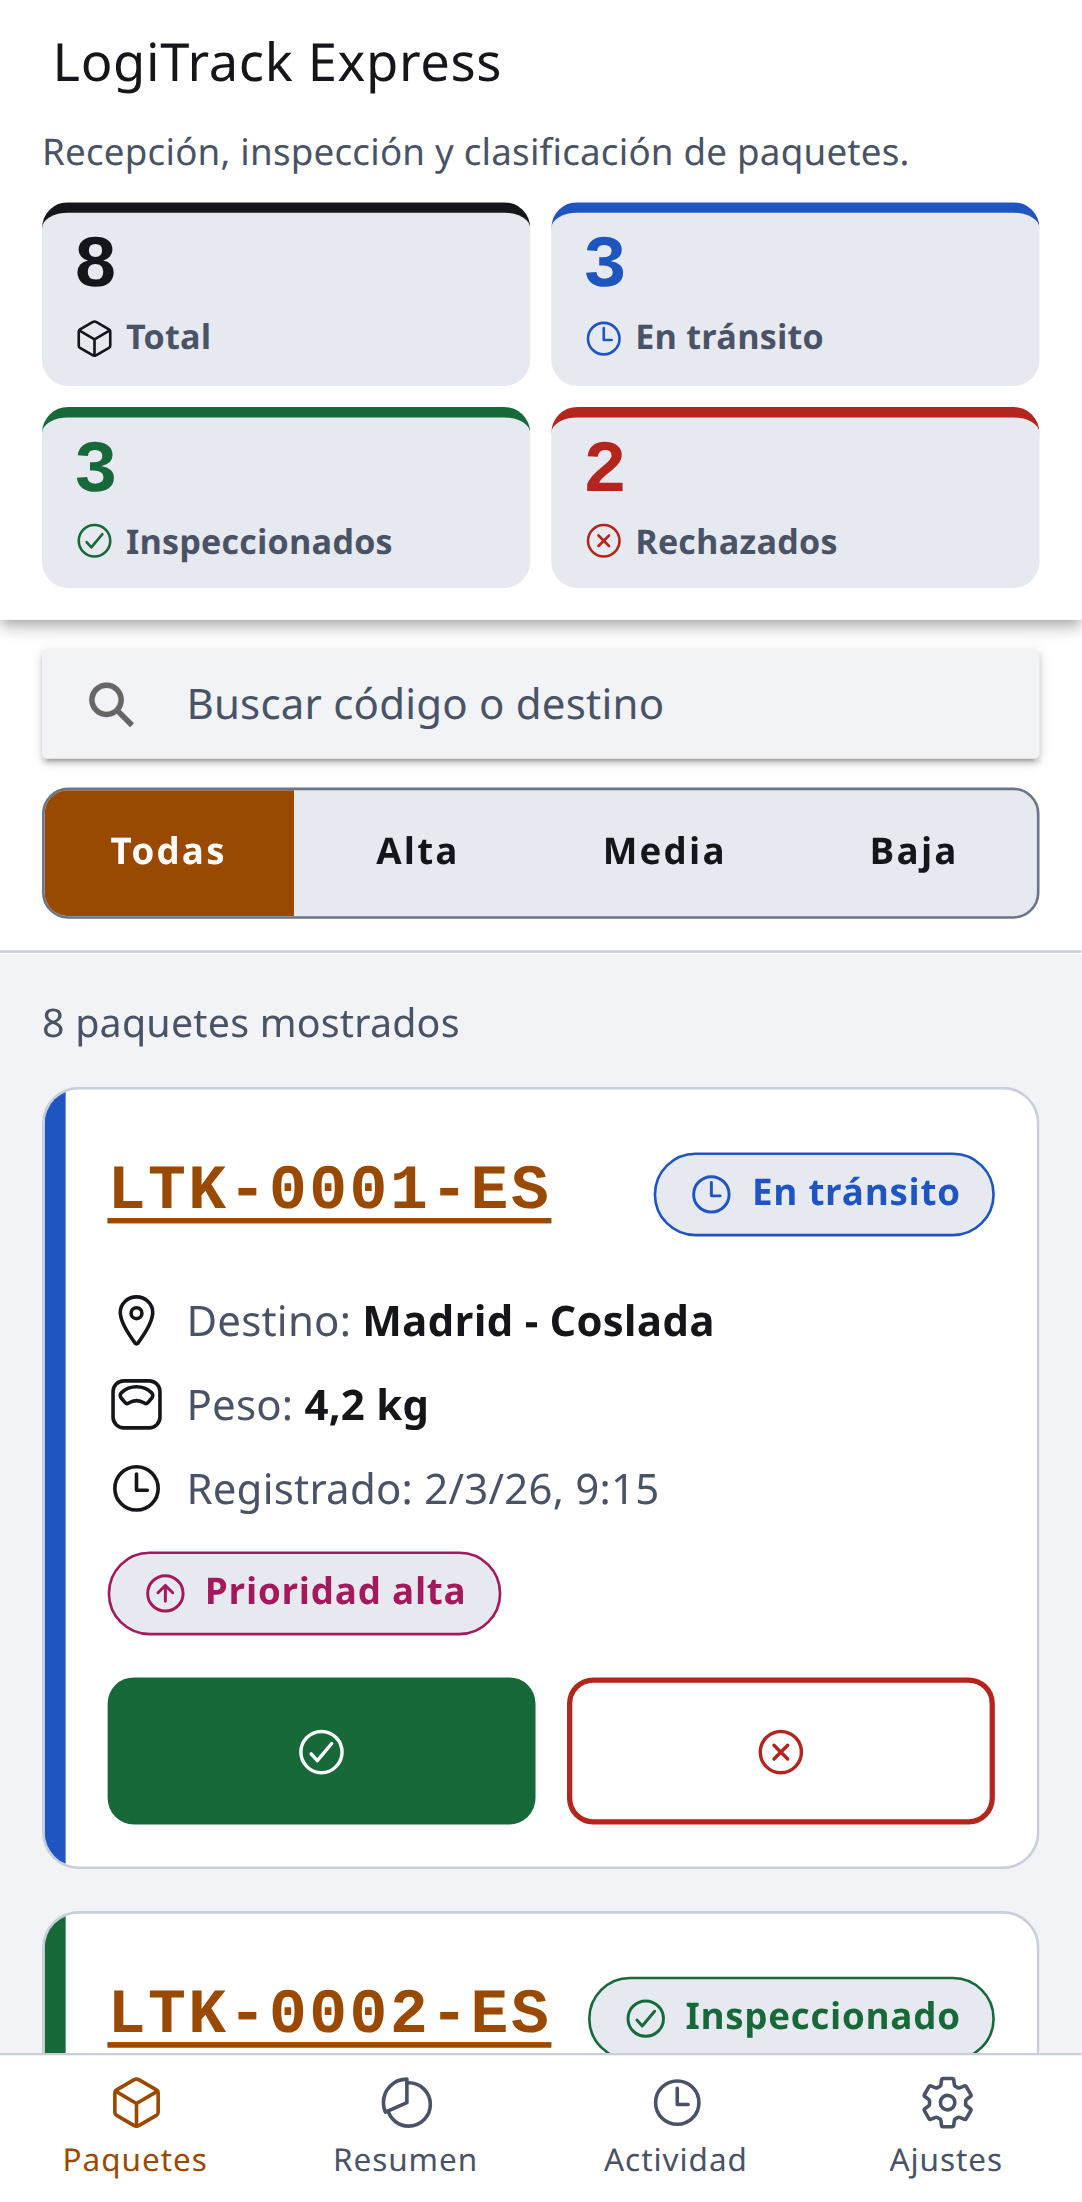 LogiTrack Express
Recepción, inspección y clasificación de paquetes.
8
Total
3
En tránsito
3
Inspeccionados
2
Rechazados
Buscar código o destino
Todas Alta Media Baja
8 paquetes mostrados
LTK-0001-ES
En tránsito
Destino: Madrid - Coslada
Peso: 4,2 kg
Registrado: 2/3/26, 9:15
Prioridad alta
LTK-0002-ES
Inspeccionado
Paquetes Resumen Actividad Ajustes